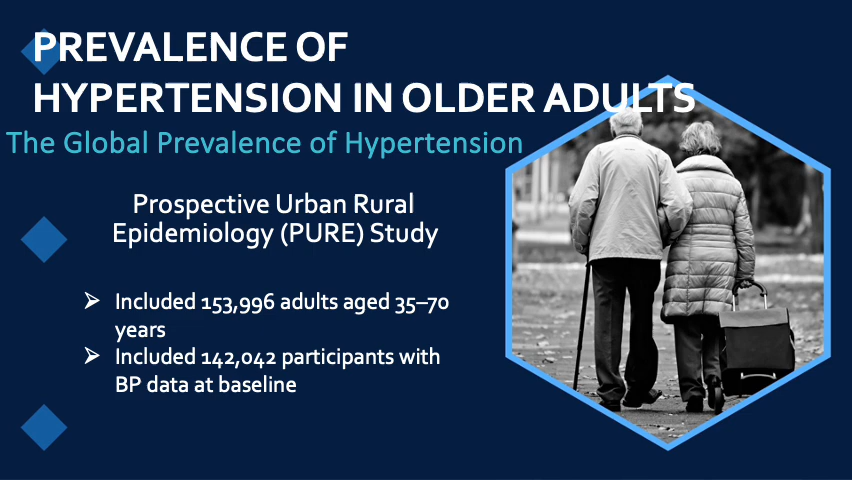 PREVALENCE OF
HYPERTENSION IN OLDER ADULTS
The Global Prevalence of Hypertension
Prospective Urban Rural
Epidemiology (PURE) Study
➢ Included 153,996 adults aged 35–70
years
➢ Included 142,042 participants with
BP data at baseline